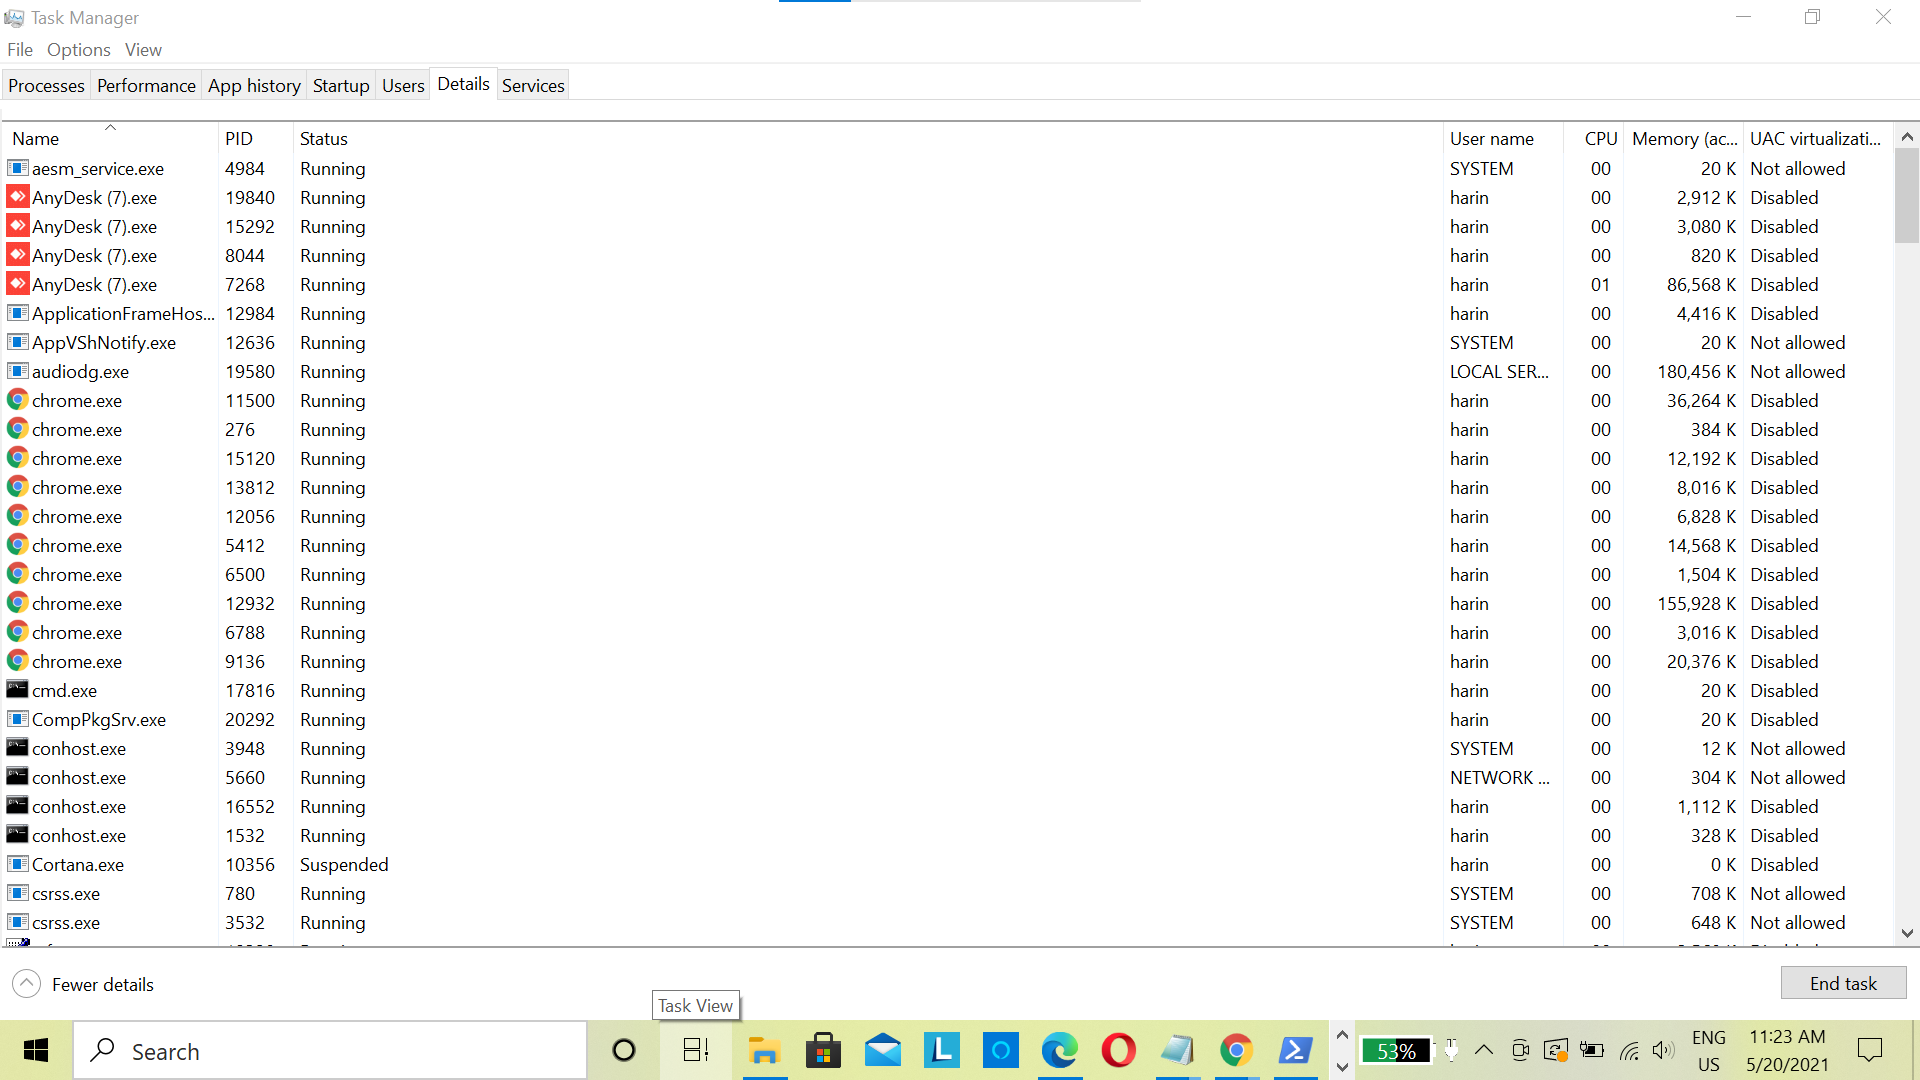 Task Manager
File Options View
Processes Performance App history Startup Users Details Services
Name PID Status User name CPU Memory (ac... UAC virtualizati...
aesm_service.exe 4984 Running SYSTEM 00 20 K Not allowed
AnyDesk (7).exe 19840 Running harin 00 2,912 K Disabled
AnyDesk (7).exe 15292 Running harin 00 3,080 K Disabled
AnyDesk (7).exe 8044 Running harin 00 820 K Disabled
AnyDesk (7).exe 7268 Running harin 01 86,568 K Disabled
ApplicationFrameHos... 12984 Running harin 00 4,416 K Disabled
AppVShNotify.exe 12636 Running SYSTEM 00 20 K Not allowed
audiodg.exe 19580 Running LOCAL SER... 00 180,456 K Not allowed
chrome.exe 11500 Running harin 00 36,264 K Disabled
chrome.exe 276 Running harin 00 384 K Disabled
chrome.exe 15120 Running harin 00 12,192 K Disabled
chrome.exe 13812 Running harin 00 8,016 K Disabled
chrome.exe 12056 Running harin 00 6,828 K Disabled
chrome.exe 5412 Running harin 00 14,568 K Disabled
chrome.exe 6500 Running harin 00 1,504 K Disabled
chrome.exe 12932 Running harin 00 155,928 K Disabled
chrome.exe 6788 Running harin 00 3,016 K Disabled
chrome.exe 9136 Running harin 00 20,376 K Disabled
cmd.exe 17816 Running harin 00 20 K Disabled
CompPkgSrv.exe 20292 Running harin 00 20 K Disabled
conhost.exe 3948 Running SYSTEM 00 12 K Not allowed
conhost.exe 5660 Running NETWORK ... 00 304 K Not allowed
conhost.exe 16552 Running harin 00 1,112 K Disabled
conhost.exe 1532 Running harin 00 328 K Disabled
Cortana.exe 10356 Suspended harin 00 0 K Disabled
csrss.exe 780 Running SYSTEM 00 708 K Not allowed
csrss.exe 3532 Running SYSTEM 00 648 K Not allowed
Fewer details End task
Task View
Search 53% ENG US 11:23 AM 5/20/2021